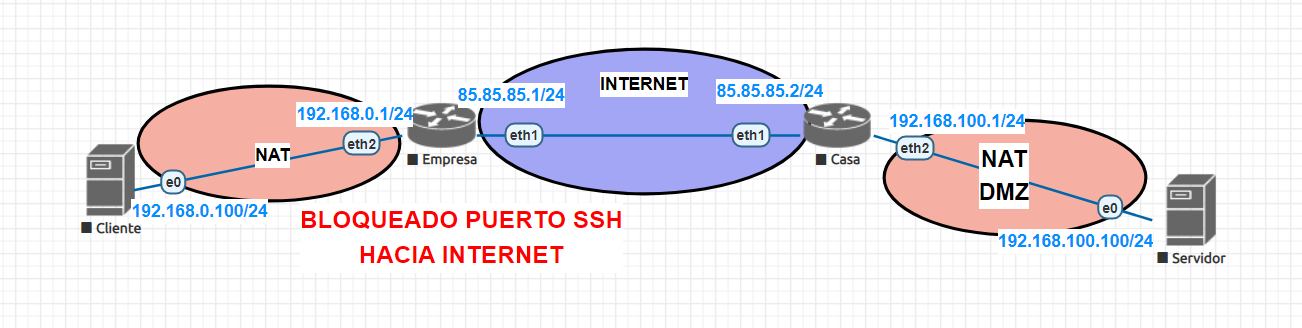 INTERNET
85.85.85.1/24
85.85.85.2/24
192.168.0.1/24
192.168.100.1/24
eth1
eth1
eth2
eth2
Empresa
Casa
NAT
NAT
DMZ
e0
e0
192.168.0.100/24
192.168.100.100/24
Cliente
Servidor
BLOQUEADO PUERTO SSH
HACIA INTERNET